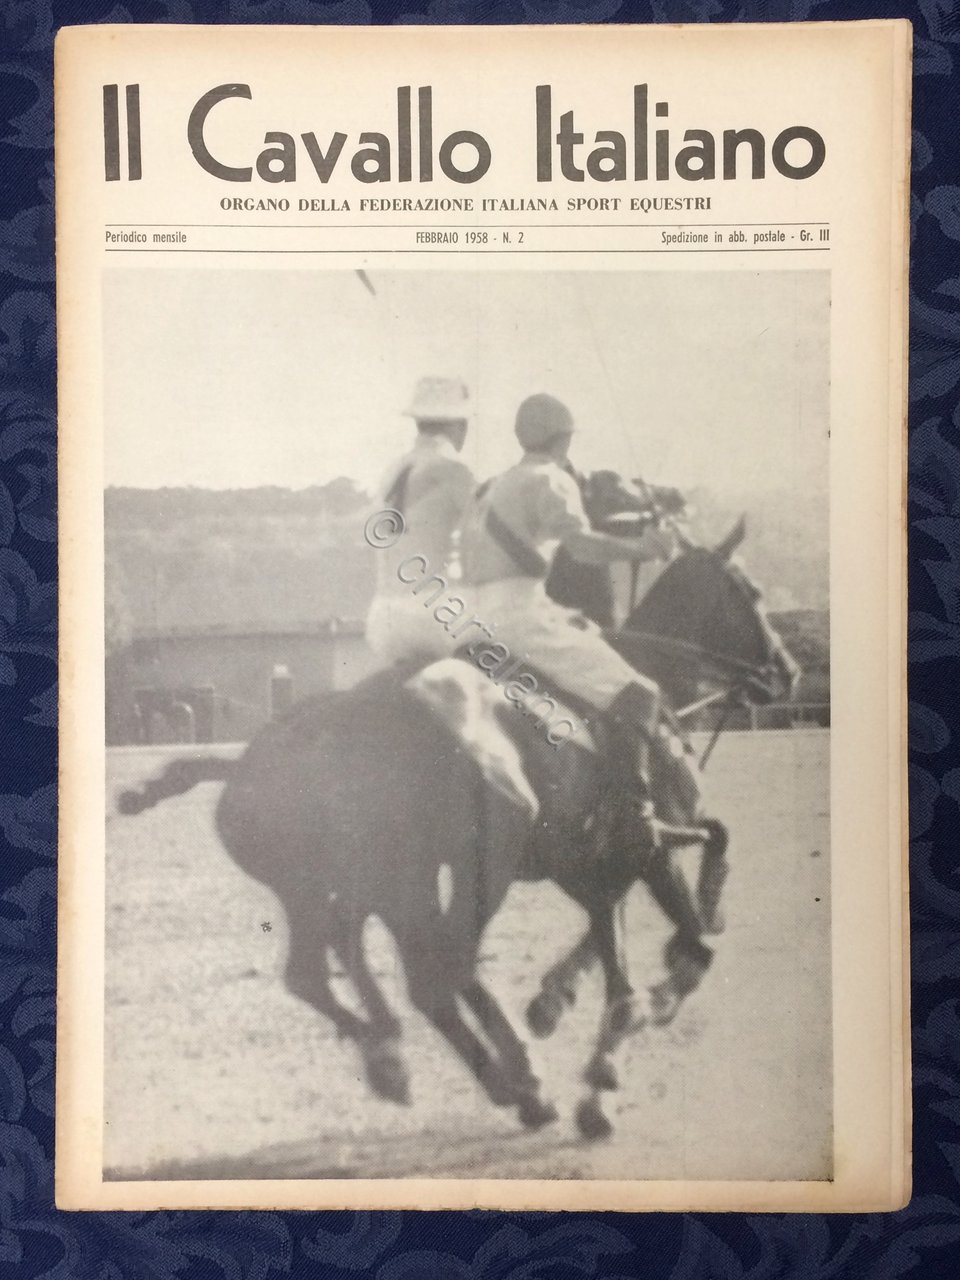 Il Cavallo Italiano
ORGANO DELLA FEDERAZIONE ITALIANA SPORT EQUESTRI
Periodico mensile FEBBRAIO 1958 - N. 2 Spedizione in abb. postale - Gr. III
© chartaland